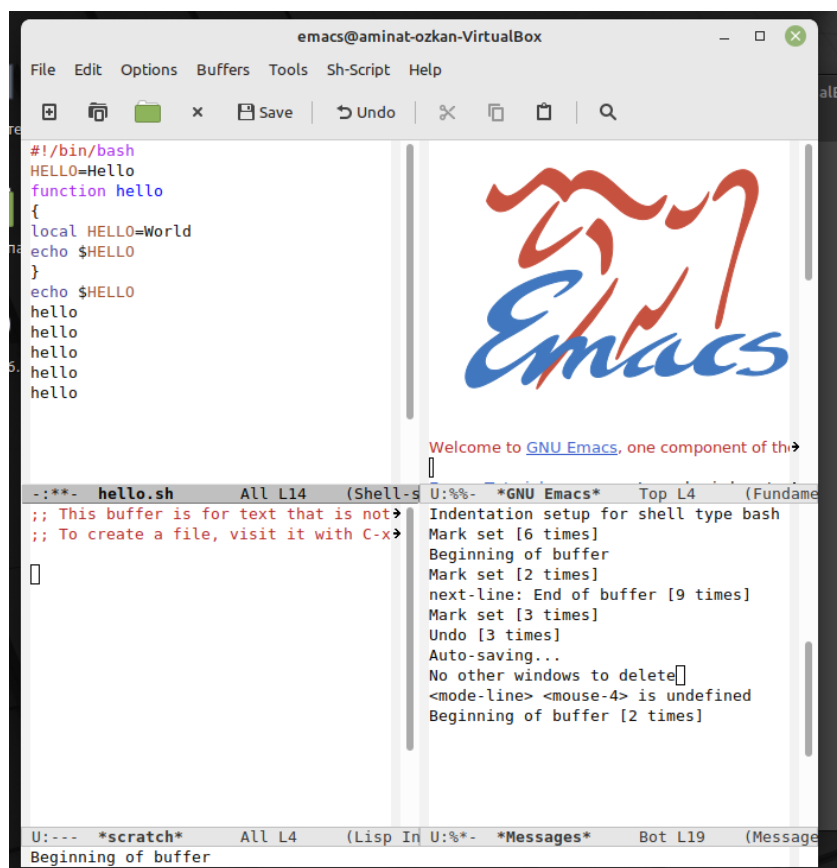 emacs@aminat-ozkan-VirtualBox
File Edit Options Buffers Tools Sh-Script Help
Save Undo
#!/bin/bash
HELLO=Hello
function hello
{
local HELLO=World
echo $HELLO
}
echo $HELLO
hello
hello
hello
hello
hello
-:**- hello.sh All L14 (Shell-s
Emacs
Welcome to GNU Emacs, one component of the
U:%%- *GNU Emacs* Top L4 (Fundame
;; This buffer is for text that is not
;; To create a file, visit it with C-x
U:--- *scratch* All L4 (Lisp In
Indentation setup for shell type bash
Mark set [6 times]
Beginning of buffer
Mark set [2 times]
next-line: End of buffer [9 times]
Mark set [3 times]
Undo [3 times]
Auto-saving...
No other windows to delete
<mode-line> <mouse-4> is undefined
Beginning of buffer [2 times]
U:%*- *Messages* Bot L19 (Message
Beginning of buffer